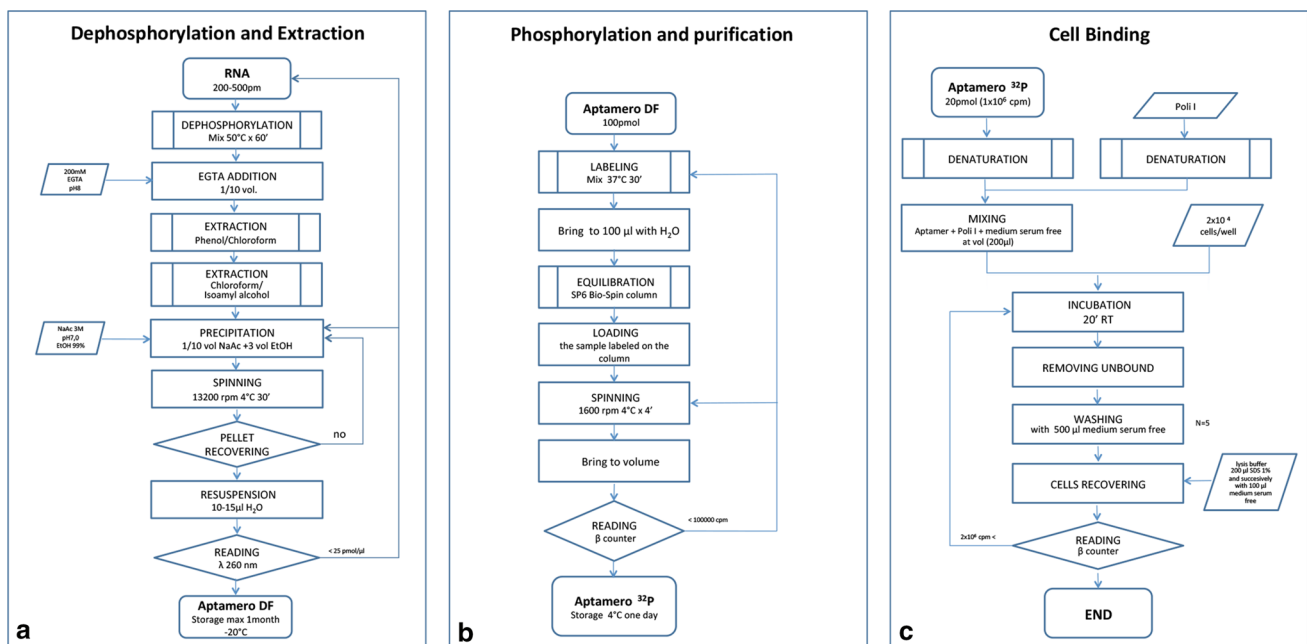 Dephosphorylation and Extraction
RNA
200-500pm
DEPHOSPHORYLATION
Mix 50°C x 60’
200mM
EGTA
pH8
EGTA ADDITION
1/10 vol.
EXTRACTION
Phenol/Chloroform
EXTRACTION
Chloroform/
Isoamyl alcohol
NaAc 3M
pH7,0
EtOH 99%
PRECIPITATION
1/10 vol NaAc +3 vol EtOH
SPINNING
13200 rpm 4°C 30’
PELLET
RECOVERING
no
RESUSPENSION
10-15µl H₂O
READING
λ 260 nm
< 25 pmol/µl
Aptamero DF
Storage max 1month
-20°C
a
Phosphorylation and purification
Aptamero DF
100pmol
LABELING
Mix 37°C 30’
Bring to 100 µl with H₂O
EQUILIBRATION
SP6 Bio-Spin column
LOADING
the sample labeled on the
column
SPINNING
1600 rpm 4°C x 4’
Bring to volume
READING
β counter
< 100000 cpm
Aptamero ³²P
Storage 4°C one day
b
Cell Binding
Aptamero ³²P
20pmol (1x10⁶ cpm)
Poli I
DENATURATION
DENATURATION
MIXING
Aptamer + Poli I + medium serum free
at vol (200µl)
2x10 ⁴
cells/well
INCUBATION
20’ RT
REMOVING UNBOUND
WASHING
with 500 µl medium serum free
N=5
CELLS RECOVERING
lysis buffer
200 µl SDS 1%
and succesively
with 100 µl
medium serum
free
2x10⁶ cpm <
READING
β counter
END
c